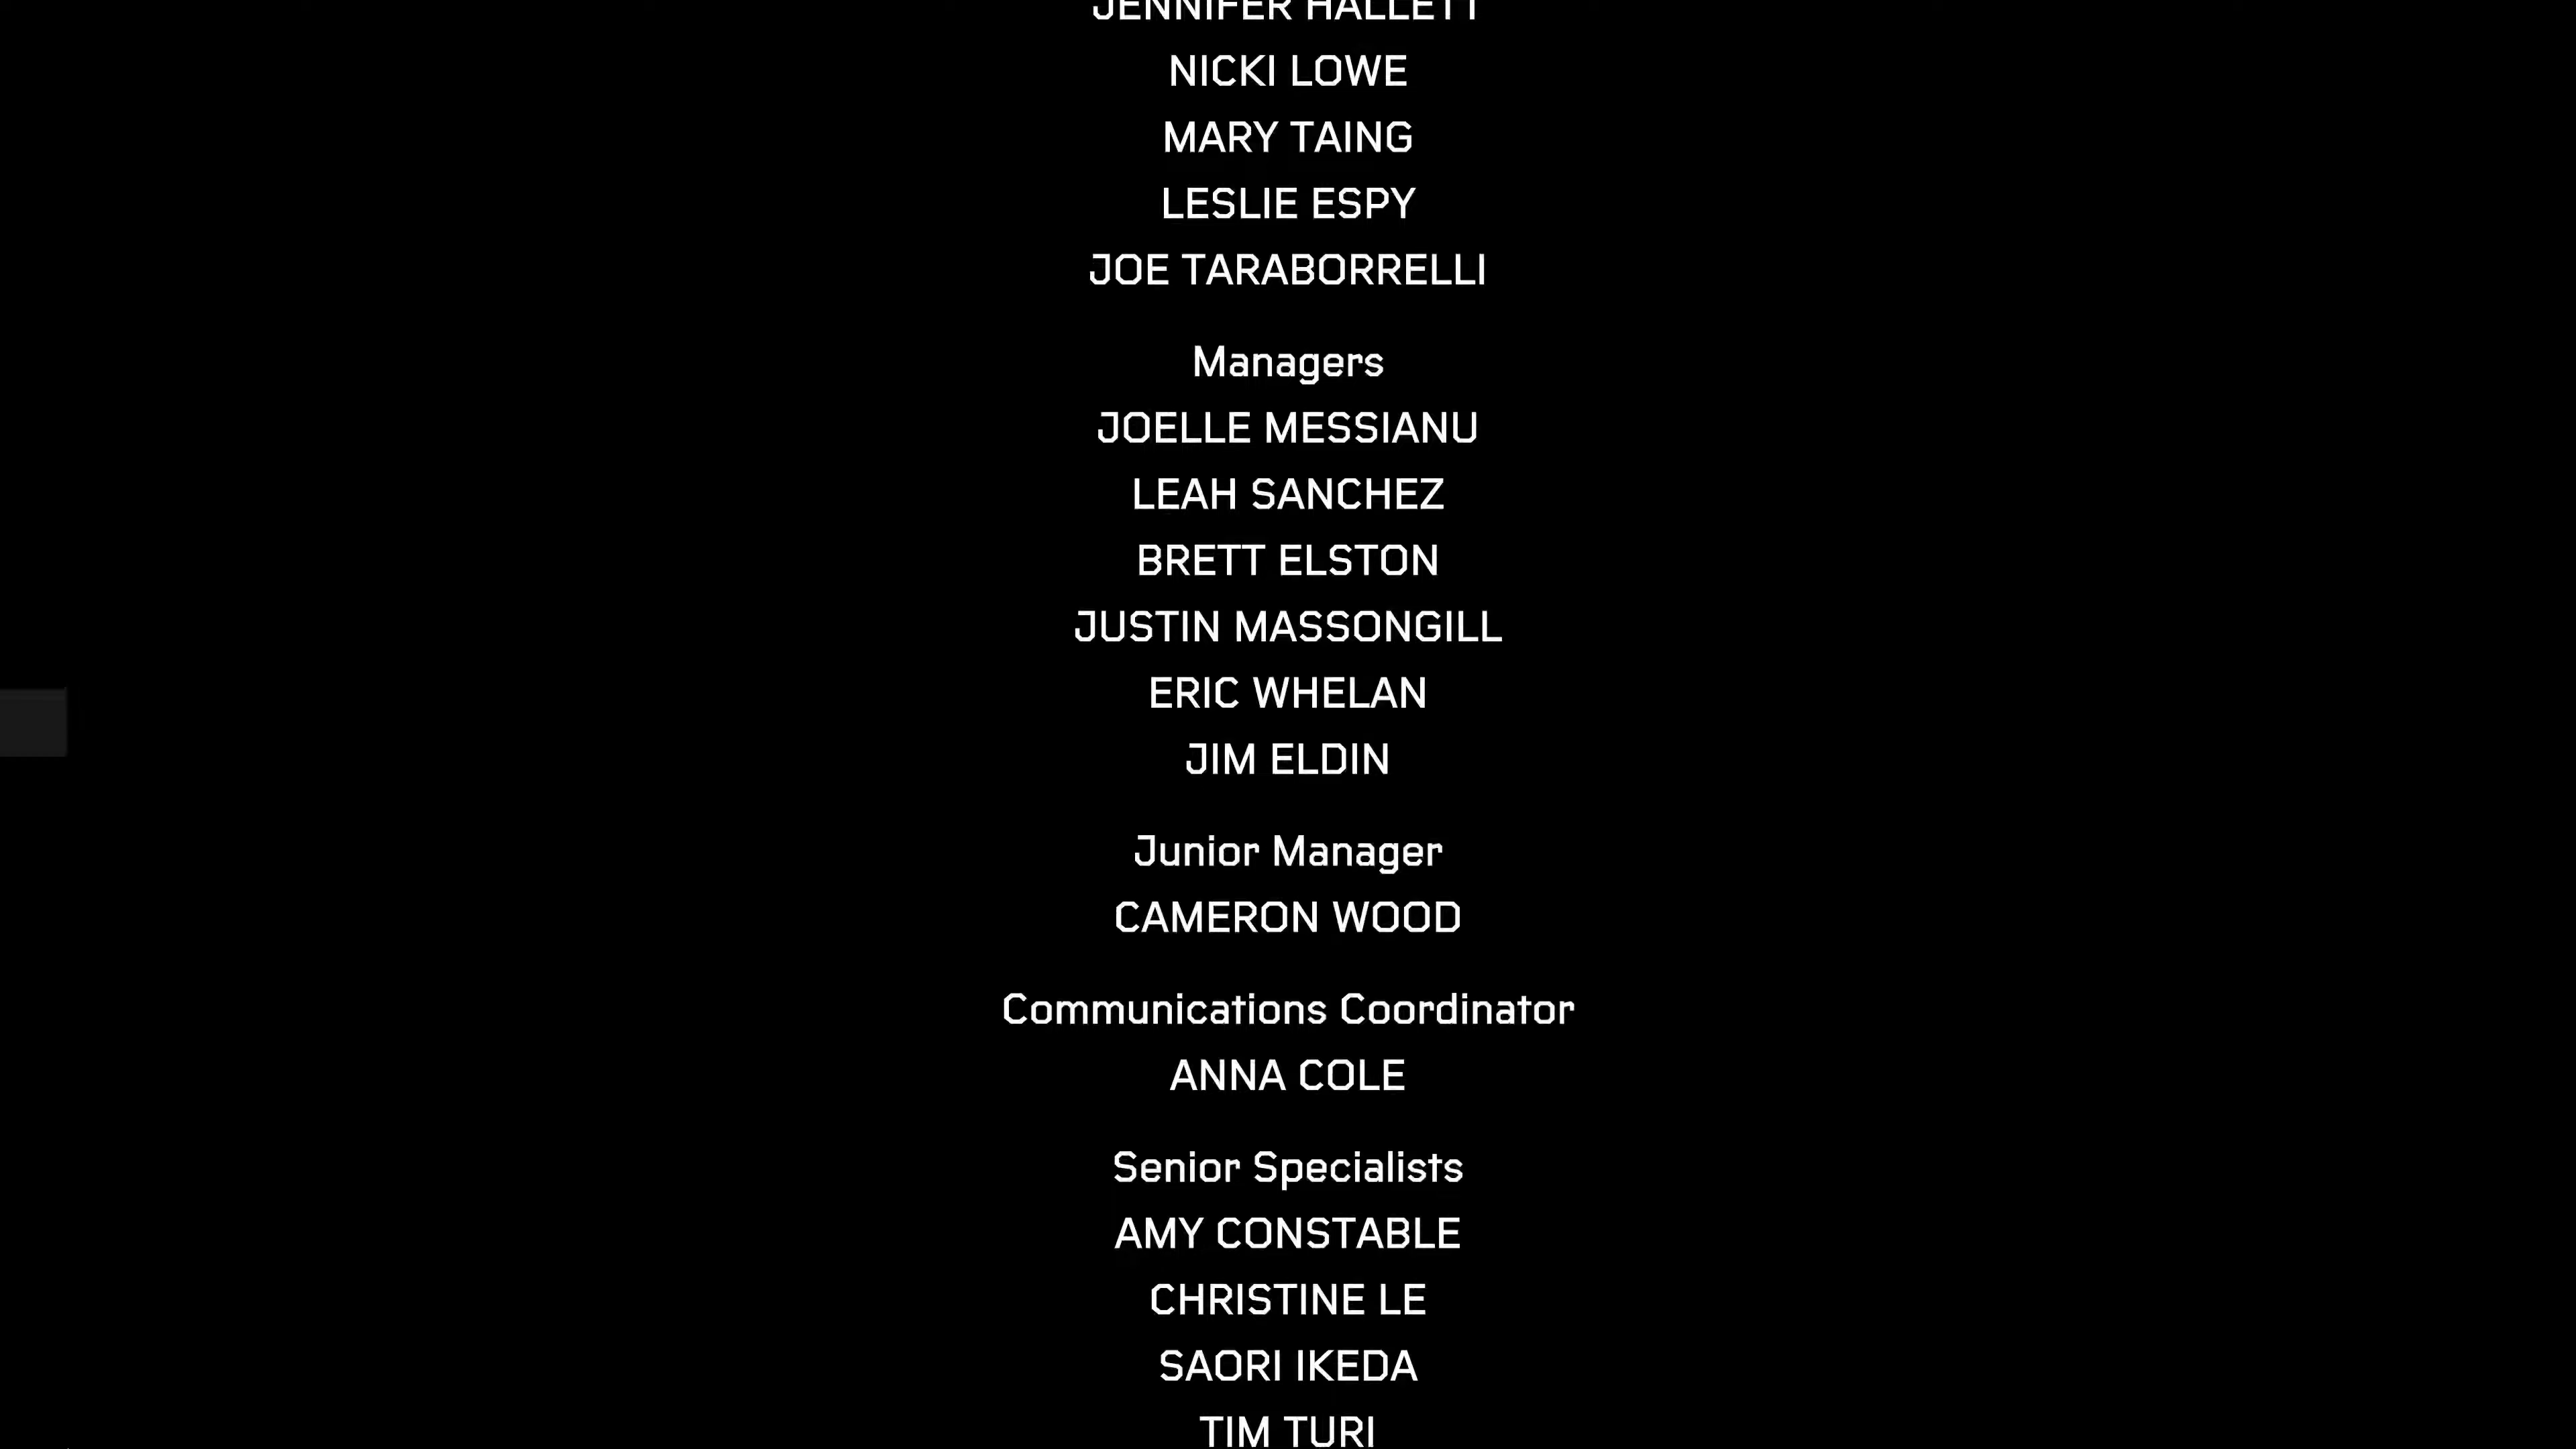 JENNIFER HALLETT
NICKI LOWE
MARY TAING
LESLIE ESPY
JOE TARABORRELLI
Managers
JOELLE MESSIANU
LEAH SANCHEZ
BRETT ELSTON
JUSTIN MASSONGILL
ERIC WHELAN
JIM ELDIN
Junior Manager
CAMERON WOOD
Communications Coordinator
ANNA COLE
Senior Specialists
AMY CONSTABLE
CHRISTINE LE
SAORI IKEDA
TIM TURI